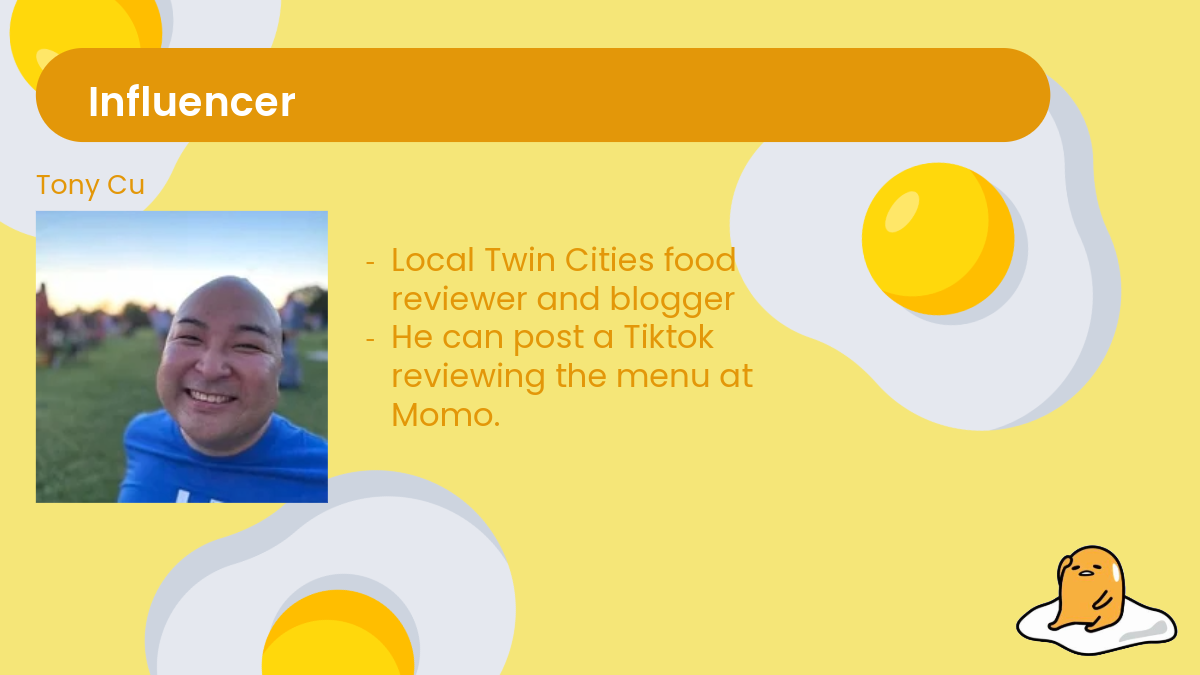 Influencer
Tony Cu
- Local Twin Cities food
reviewer and blogger
- He can post a Tiktok
reviewing the menu at
Momo.